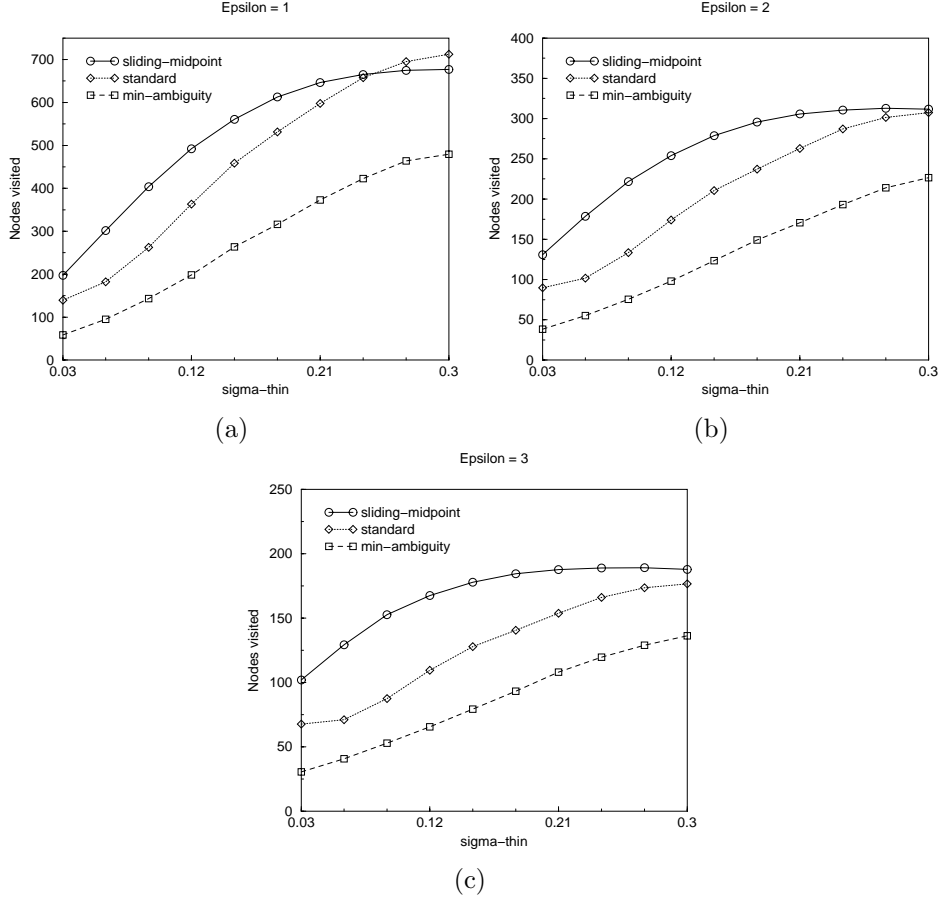 Epsilon = 1
750
700
600
500
400
300
200
100
0
Nodes visited
sliding-midpoint
standard
min-ambiguity
0.03
0.12
0.21
0.3
sigma-thin
(a)
Epsilon = 2
400
350
300
250
200
150
100
50
0
Nodes visited
sliding-midpoint
standard
min-ambiguity
0.03
0.12
0.21
0.3
sigma-thin
(b)
Epsilon = 3
250
200
150
100
50
0
Nodes visited
sliding-midpoint
standard
min-ambiguity
0.03
0.12
0.21
0.3
sigma-thin
(c)